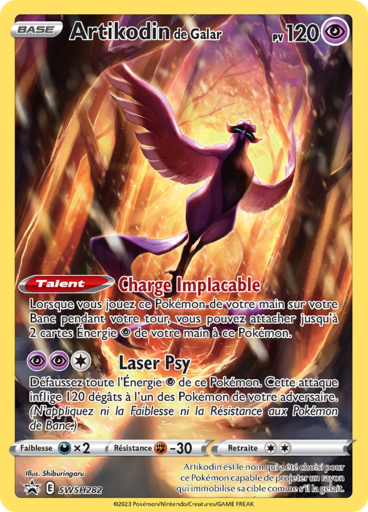 BASE Artikodin de Galar PV 120
Talent Charge Implacable
Lorsque vous jouez ce Pokémon de votre main sur votre
Banc pendant votre tour, vous pouvez attacher jusqu'à
2 cartes Énergie de votre main à ce Pokémon.
Laser Psy
Défaussez toute l'Énergie de ce Pokémon. Cette attaque
inflige 120 dégâts à l'un des Pokémon de votre adversaire.
(N'appliquez ni la Faiblesse ni la Résistance aux Pokémon
de Banc.)
Faiblesse ×2 Résistance -30 Retraite
Illus. Shiburingaru
E SWSH282
Artikodin est le nom qui a été choisi pour
ce Pokémon capable de projeter un rayon
qui immobilise sa cible comme s'il la gelait.
©2023 Pokémon/Nintendo/Creatures/GAME FREAK